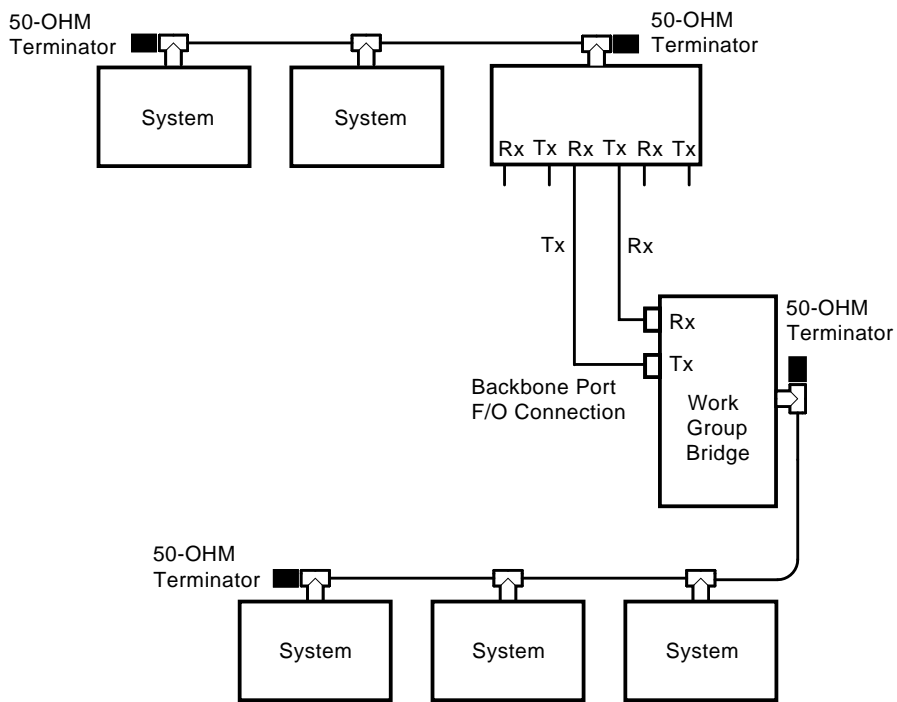 50-OHM
Terminator
50-OHM
Terminator
System
System
Rx Tx Rx Tx Rx Tx
Tx
Rx
50-OHM
Terminator
Rx
Tx
Backbone Port
F/O Connection
Work
Group
Bridge
50-OHM
Terminator
System
System
System